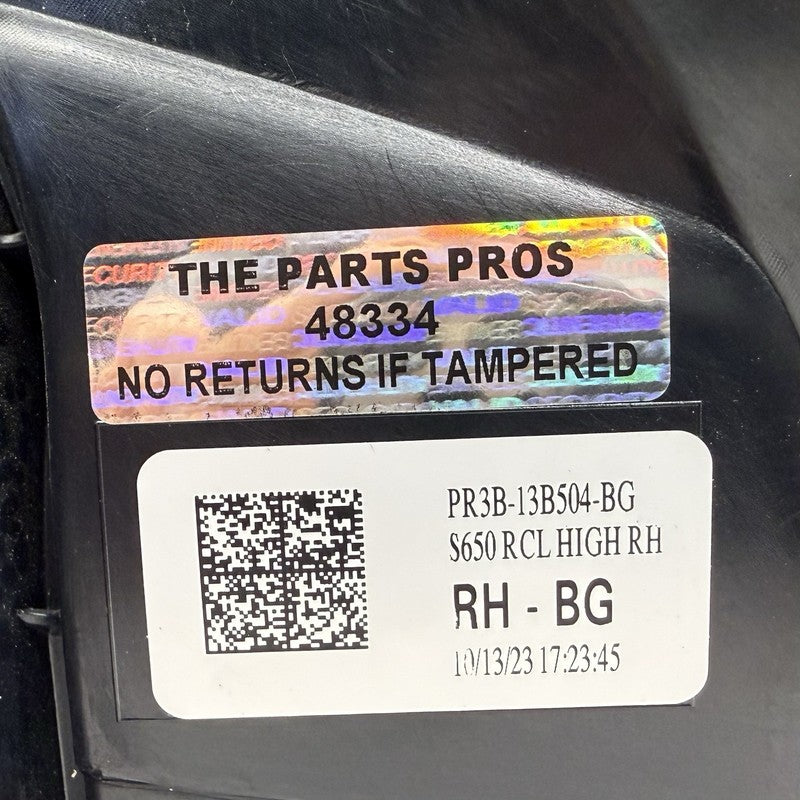 THE PARTS PROS
48334
NO RETURNS IF TAMPERED
PR3B-13B504-BG
S650 RCL HIGH RH
RH - BG
10/13/23 17:23:45